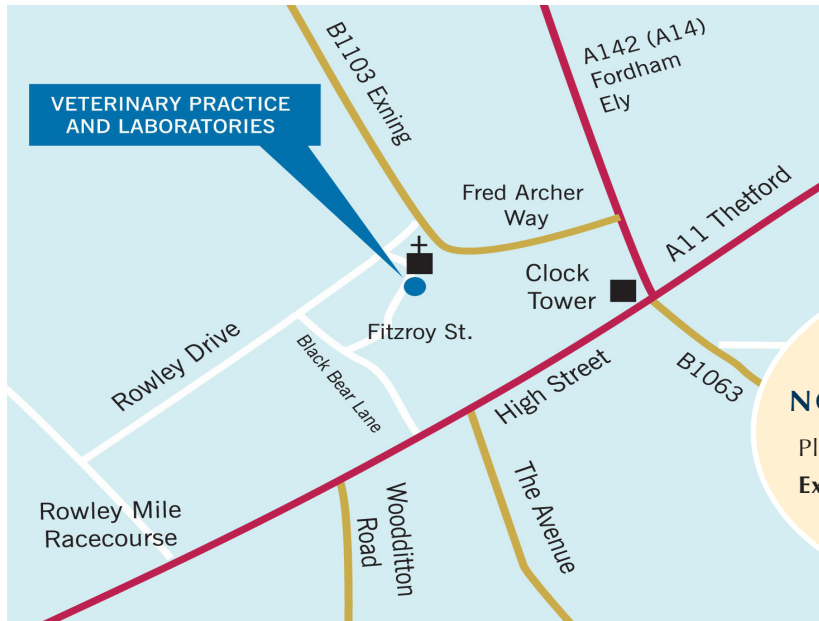 VETERINARY PRACTICE
AND LABORATORIES
B1103 Exning
A142 (A14)
Fordham
Ely
Fred Archer
Way
A11 Thetford
Clock
Tower
Fitzroy St.
Rowley Drive
Black Bear Lane
High Street
B1063
Rowley Mile
Racecourse
Woodditton
Road
The Avenue